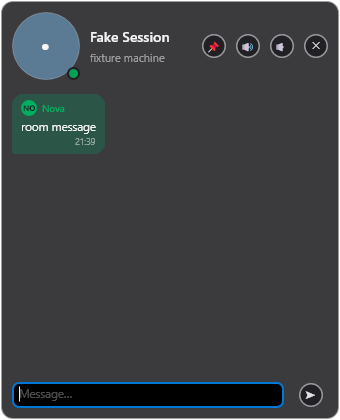 Fake Session
fixture machine
NO Nova
room message
21:39
Message...